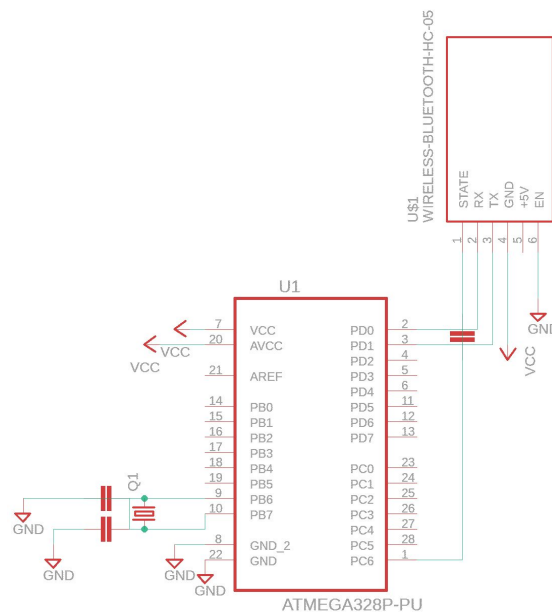 U$1
WIRELESS-BLUETOOTH-HC-05
STATE
RX
TX
GND
+5V
EN
1
2
3
4
5
6
GND
VCC
U1
7 VCC PD0 2
20 AVCC PD1 3
PD2 4
21 AREF PD3 5
PD4 6
14 PB0 PD5 11
15 PB1 PD6 12
16 PB2 PD7 13
17 PB3
18 PB4 PC0 23
19 PB5 PC1 24
9 PB6 PC2 25
10 PB7 PC3 26
PC4 27
8 GND_2 PC5 28
22 GND PC6 1
VCC
VCC
Q1
GND
GND
GND
GND
ATMEGA328P-PU